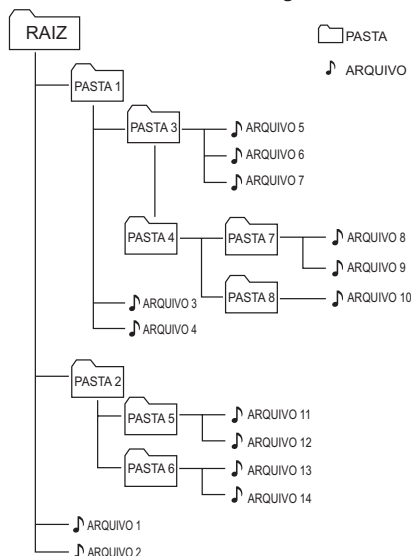 RAIZ
PASTA
ARQUIVO
PASTA 1
PASTA 3
ARQUIVO 5
ARQUIVO 6
ARQUIVO 7
PASTA 4
PASTA 7
ARQUIVO 8
ARQUIVO 9
PASTA 8
ARQUIVO 10
ARQUIVO 3
ARQUIVO 4
PASTA 2
PASTA 5
ARQUIVO 11
ARQUIVO 12
PASTA 6
ARQUIVO 13
ARQUIVO 14
ARQUIVO 1
ARQUIVO 2